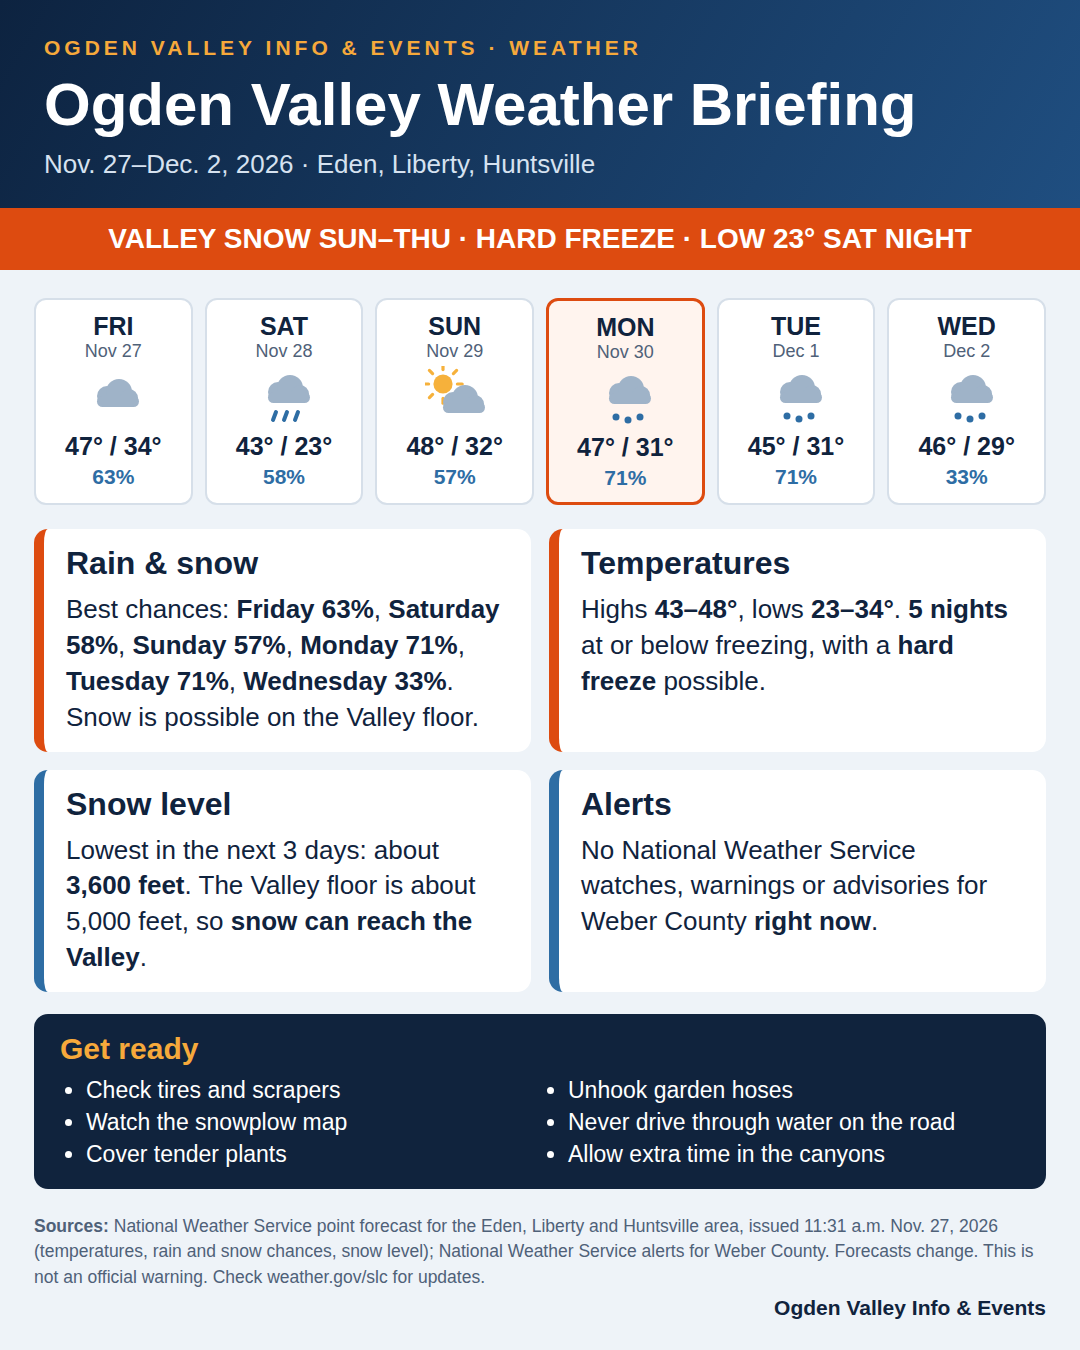 OGDEN VALLEY INFO & EVENTS · WEATHER
Ogden Valley Weather Briefing
Nov. 27–Dec. 2, 2026 · Eden, Liberty, Huntsville
VALLEY SNOW SUN–THU · HARD FREEZE · LOW 23° SAT NIGHT
FRI
Nov 27
47° / 34°
63%
SAT
Nov 28
43° / 23°
58%
SUN
Nov 29
48° / 32°
57%
MON
Nov 30
47° / 31°
71%
TUE
Dec 1
45° / 31°
71%
WED
Dec 2
46° / 29°
33%
Rain & snow
Best chances: Friday 63%, Saturday
58%, Sunday 57%, Monday 71%,
Tuesday 71%, Wednesday 33%.
Snow is possible on the Valley floor.
Temperatures
Highs 43–48°, lows 23–34°. 5 nights
at or below freezing, with a hard
freeze possible.
Snow level
Lowest in the next 3 days: about
3,600 feet. The Valley floor is about
5,000 feet, so snow can reach the
Valley.
Alerts
No National Weather Service
watches, warnings or advisories for
Weber County right now.
Get ready
• Check tires and scrapers
• Watch the snowplow map
• Cover tender plants
• Unhook garden hoses
• Never drive through water on the road
• Allow extra time in the canyons
Sources: National Weather Service point forecast for the Eden, Liberty and Huntsville area, issued 11:31 a.m. Nov. 27, 2026
(temperatures, rain and snow chances, snow level); National Weather Service alerts for Weber County. Forecasts change. This is
not an official warning. Check weather.gov/slc for updates.
Ogden Valley Info & Events